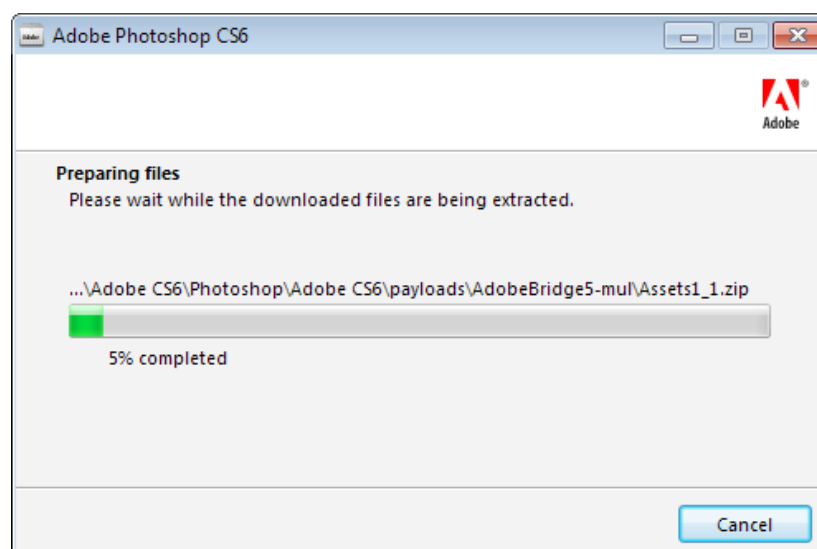 Adobe Photoshop CS6
Adobe
Preparing files
Please wait while the downloaded files are being extracted.
...\Adobe CS6\Photoshop\Adobe CS6\payloads\AdobeBridge5-mul\Assets1_1.zip
5% completed
Cancel